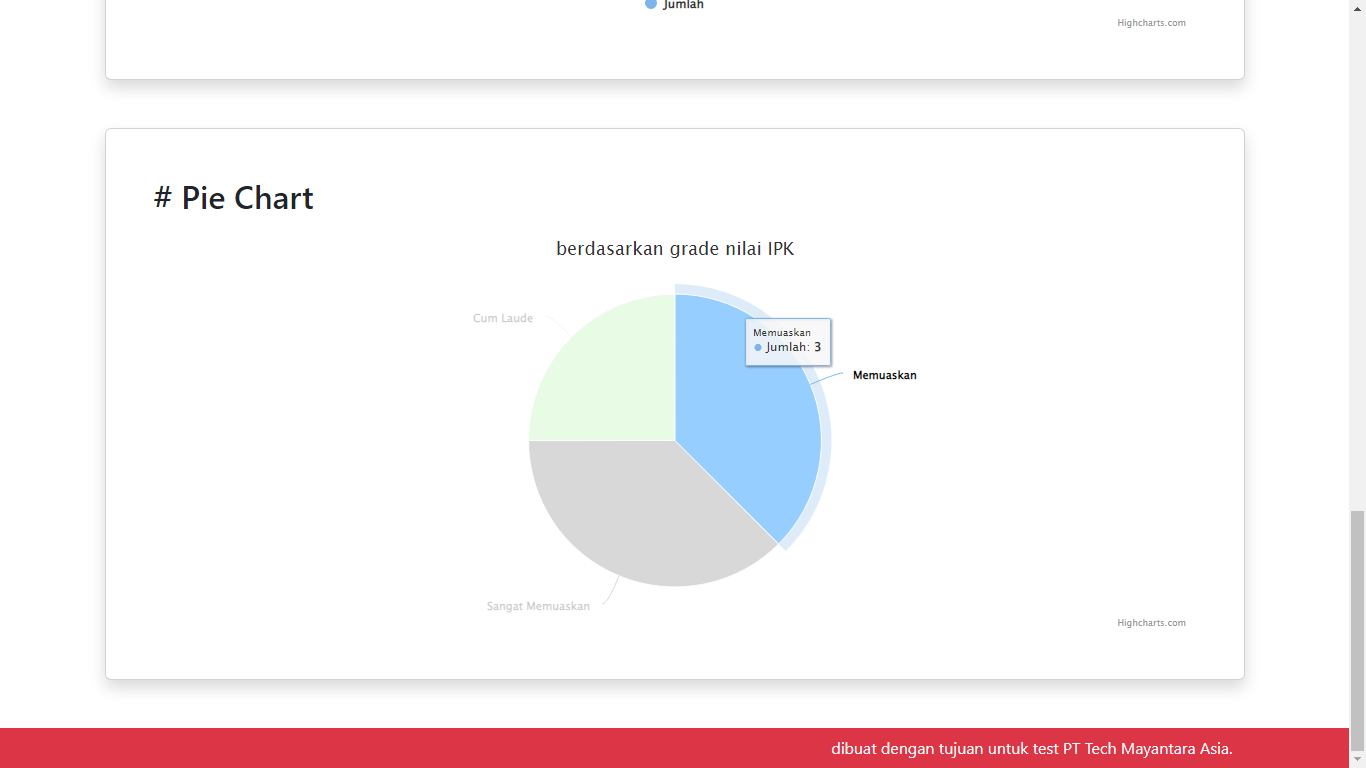 Jumlah
Highcharts.com
# Pie Chart
berdasarkan grade nilai IPK
Cum Laude
Memuaskan
Jumlah: 3
Memuaskan
Sangat Memuaskan
Highcharts.com
dibuat dengan tujuan untuk test PT Tech Mayantara Asia.